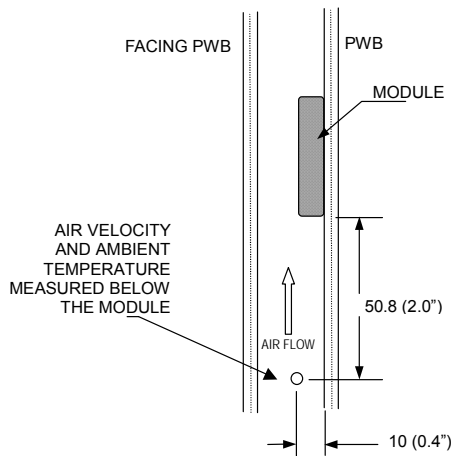 FACING PWB
PWB
MODULE
AIR VELOCITY
AND AMBIENT
TEMPERATURE
MEASURED BELOW
THE MODULE
50.8 (2.0”)
AIR FLOW
10 (0.4”)